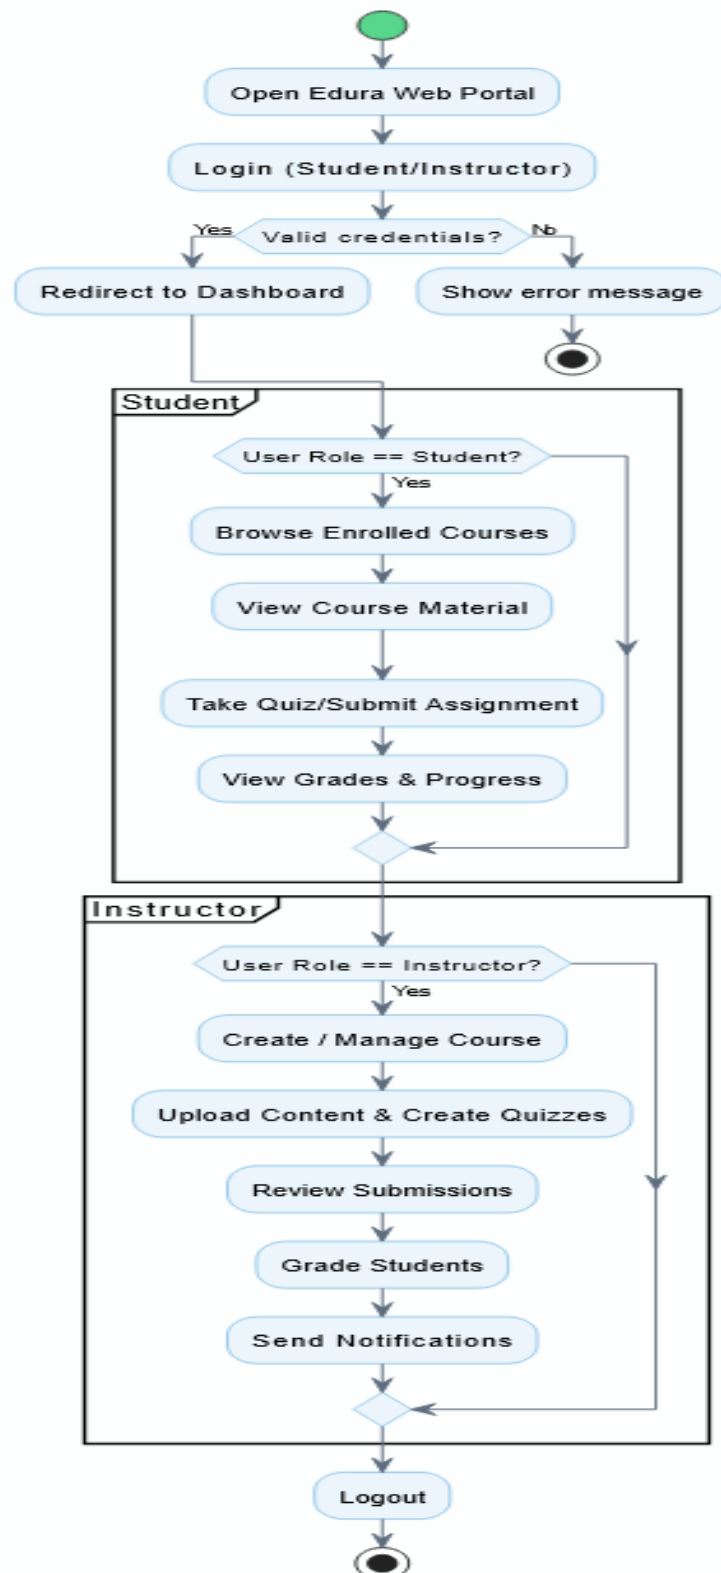 Open Edura Web Portal
Login (Student/Instructor)
Yes
Valid credentials?
No
Redirect to Dashboard
Show error message
Student
User Role == Student?
Yes
Browse Enrolled Courses
View Course Material
Take Quiz/Submit Assignment
View Grades & Progress
Instructor
User Role == Instructor?
Yes
Create / Manage Course
Upload Content & Create Quizzes
Review Submissions
Grade Students
Send Notifications
Logout